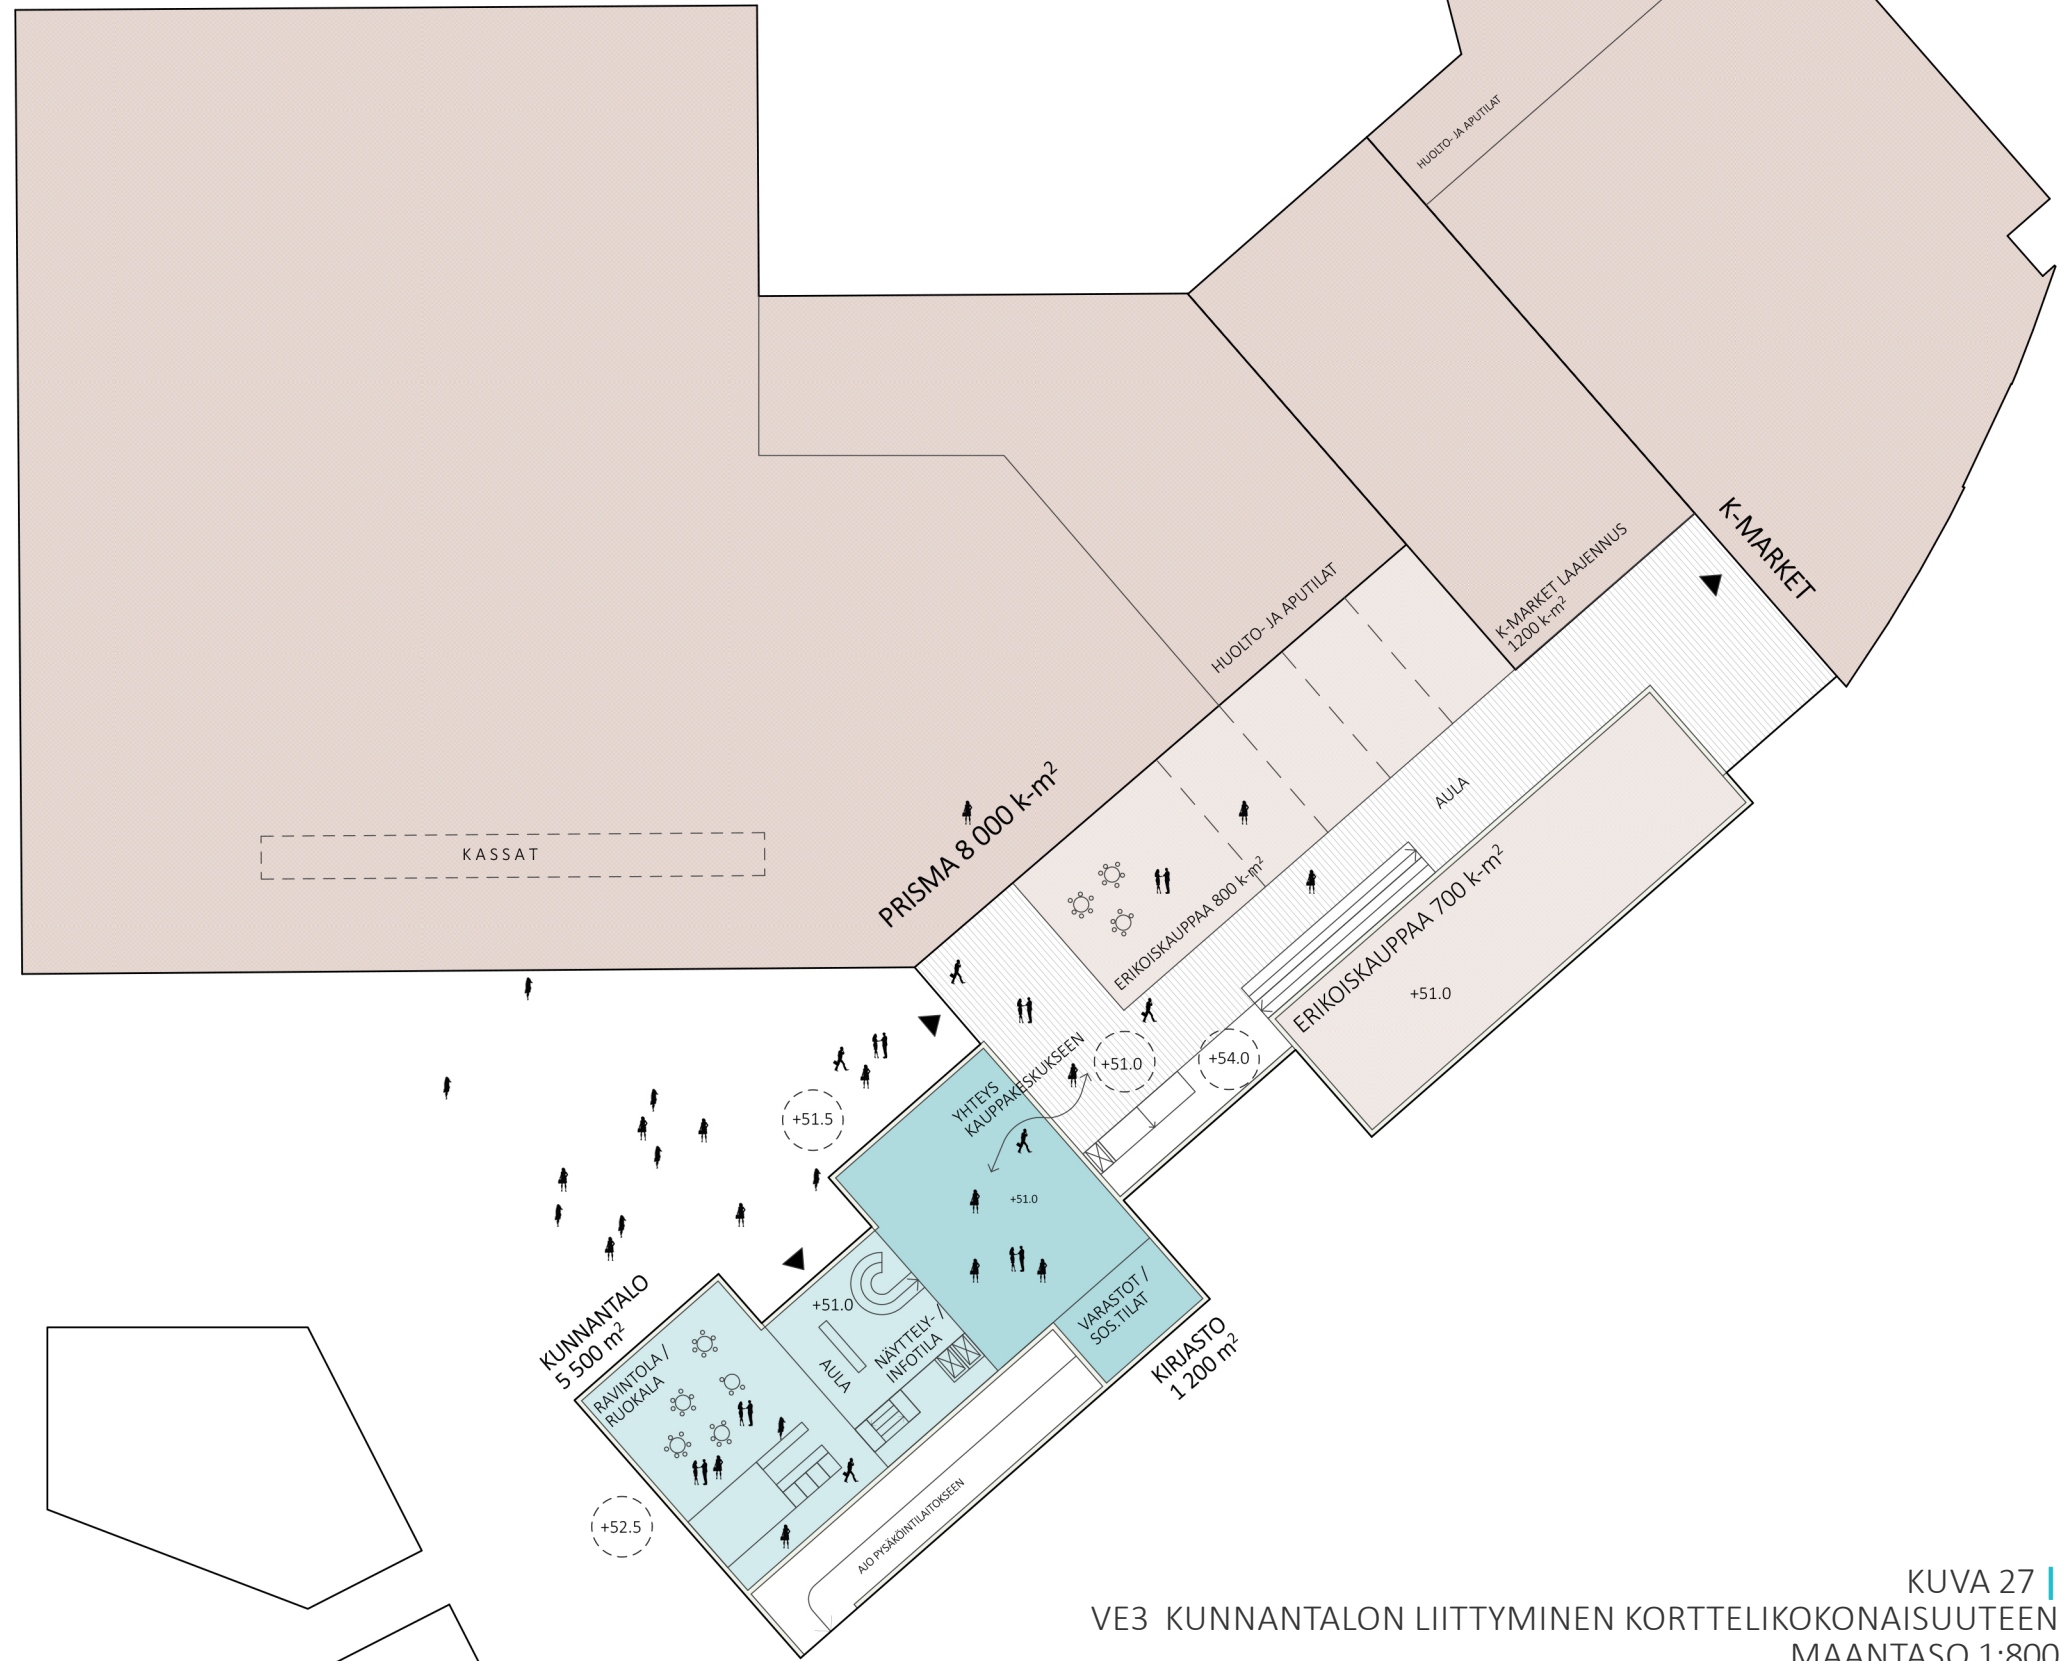 HUOLTO- JA APUTILAT
K-MARKET
K-MARKET LAAJENNUS
1200 k-m²
HUOLTO- JA APUTILAT
PRISMA 8 000 k-m²
KASSAT
AULA
ERIKOISKAUPPAA 800 k-m²
ERIKOISKAUPPAA 700 k-m²
+51.0
YHTEYS
KAUPPAKESKUKSEEN
+51.0
+54.0
+51.5
+51.0
VARASTOT /
SOS.TILAT
KIRJASTO
1 200 m²
+51.0
NÄYTTELY- /
INFOTILA
AULA
KUNNANTALO
5 500 m²
RAVINTOLA /
RUOKALA
+52.5
AJO PYSÄKÖINTILAITOKSEEN
KUVA 27 |
VE3 KUNNANTALON LIITTYMINEN KORTTELIKOKONAISUUTEEN
MAANTASO 1:800